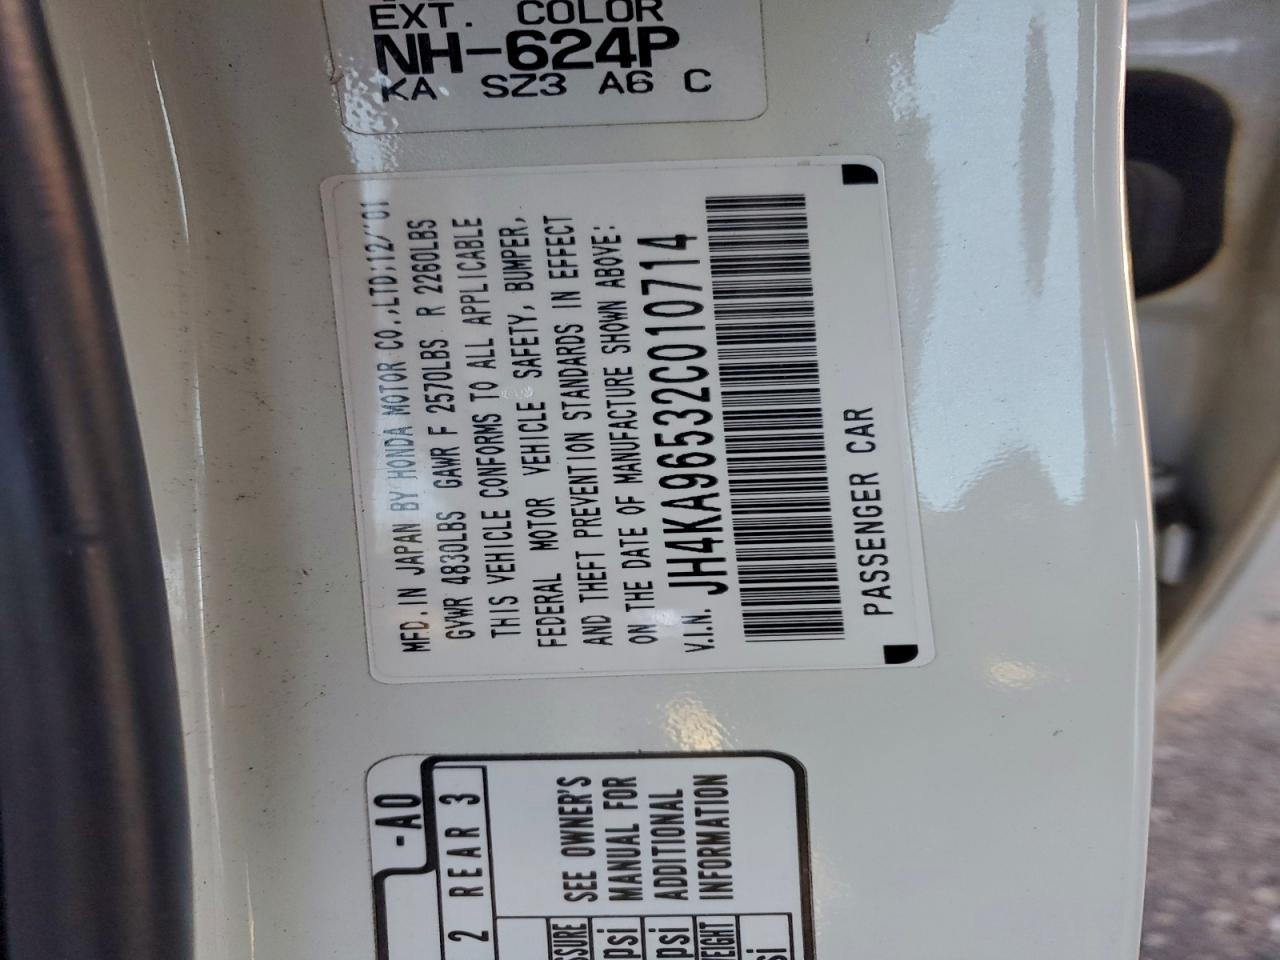 EXT. COLOR
NH-624P
KA SZ3 A6 C
MFD.IN JAPAN BY HONDA MOTOR CO.,LTD;12/'01
GVWR 4830LBS GAWR F 2570LBS R 2260LBS
THIS VEHICLE CONFORMS TO ALL APPLICABLE
FEDERAL MOTOR VEHICLE SAFETY, BUMPER,
AND THEFT PREVENTION STANDARDS IN EFFECT
ON THE DATE OF MANUFACTURE SHOWN ABOVE:
V.I.N. JH4KA96532C010714
PASSENGER CAR
-A0
2 REAR 3
SEE OWNER'S
MANUAL FOR
ADDITIONAL
INFORMATION
psi
psi